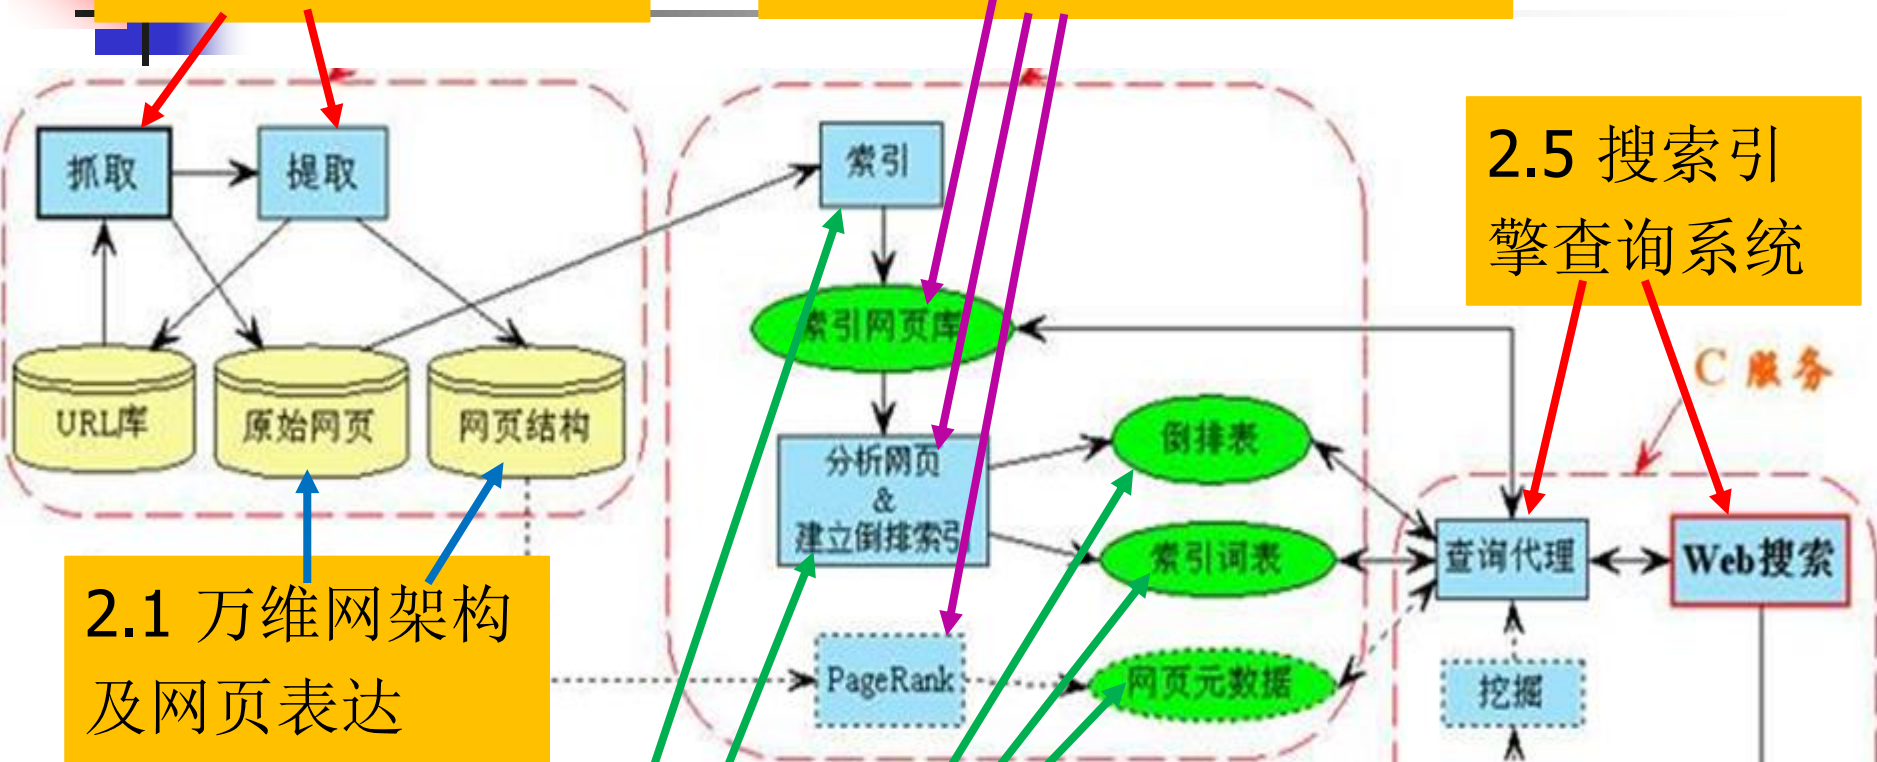 抓取
提取
索引
2.5 搜索引
擎查询系统
索引网页库
C 服务
URL库
原始网页
网页结构
倒排表
分析网页
&
建立倒排索引
索引词表
查询代理
Web搜索
2.1 万维网架构
及网页表达
PageRank
网页元数据
挖掘